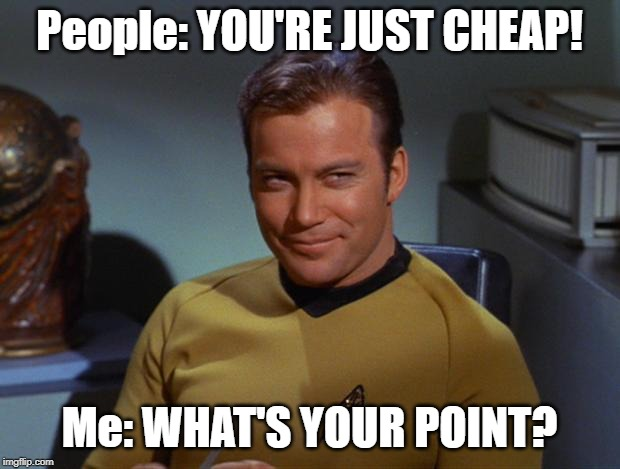 People: YOU'RE JUST CHEAP!
Me: WHAT'S YOUR POINT?
imgflip.com